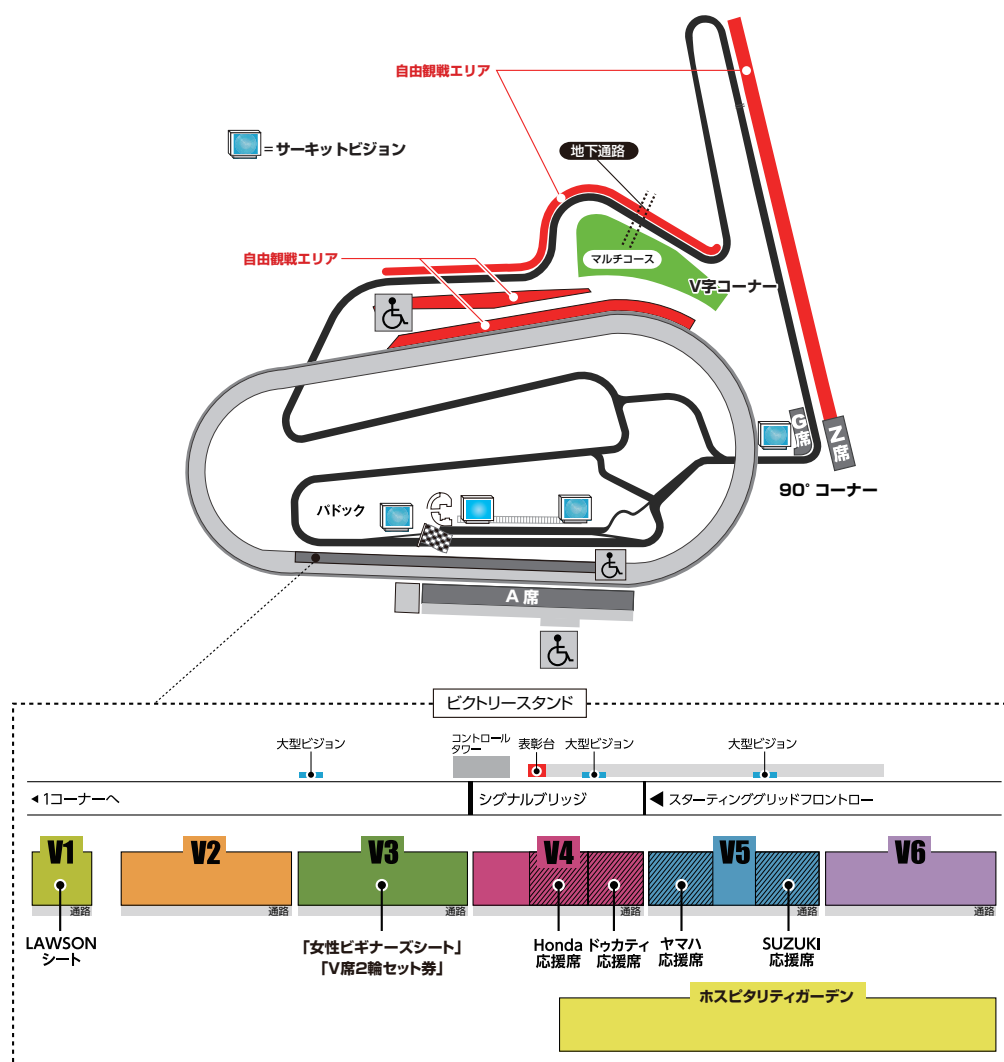 自由観戦エリア
=サーキットビジョン
地下通路
マルチコース
自由観戦エリア
V字コーナー
G席
Z席
90°コーナー
パドック
A席
ビクトリースタンド
大型ビジョン
コントロール
タワー
表彰台
大型ビジョン
大型ビジョン
◂ 1コーナーへ
シグナルブリッジ
◀ スターティンググリッドフロントロー
V1
V2
V3
V4
V5
V6
通路
通路
通路
通路
通路
通路
LAWSON
シート
「女性ビギナーズシート」
「V席2輪セット券」
Honda
応援席
ドゥカティ
応援席
ヤマハ
応援席
SUZUKI
応援席
ホスピタリティガーデン